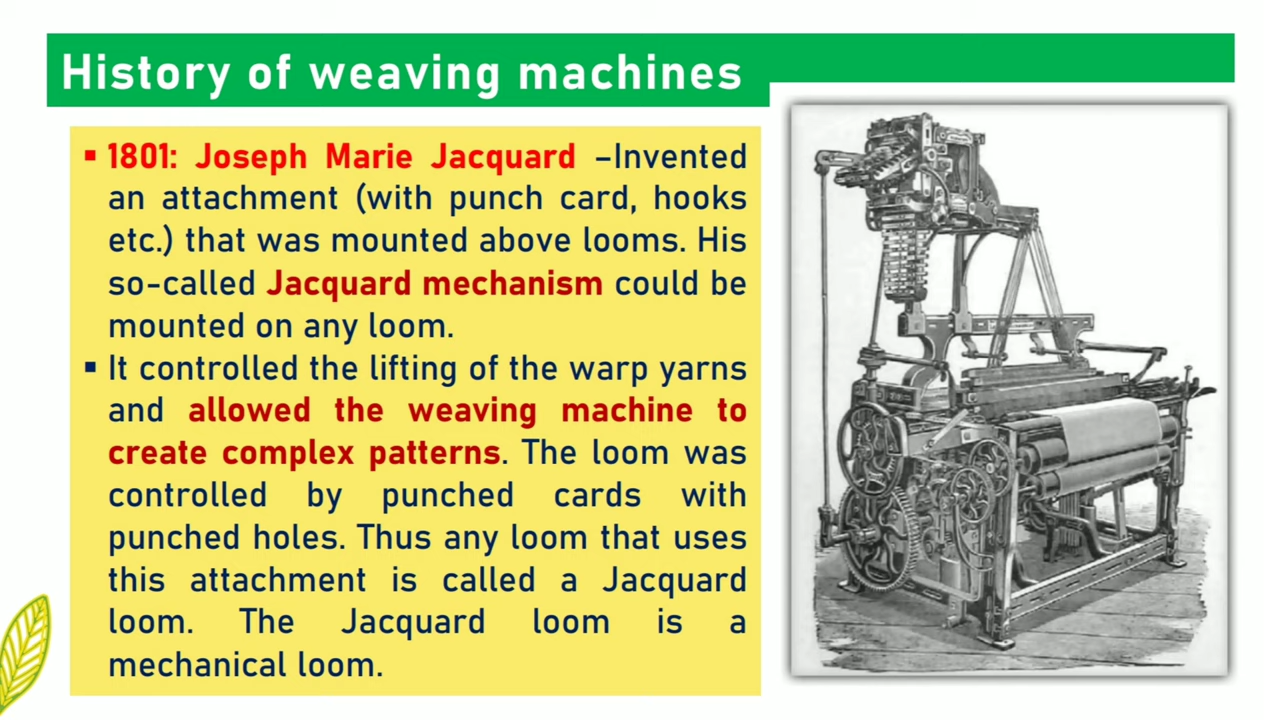 History of weaving machines
▪ 1801: Joseph Marie Jacquard –Invented
an attachment (with punch card, hooks
etc.) that was mounted above looms. His
so-called Jacquard mechanism could be
mounted on any loom.
▪ It controlled the lifting of the warp yarns
and allowed the weaving machine to
create complex patterns. The loom was
controlled by punched cards with
punched holes. Thus any loom that uses
this attachment is called a Jacquard
loom. The Jacquard loom is a
mechanical loom.